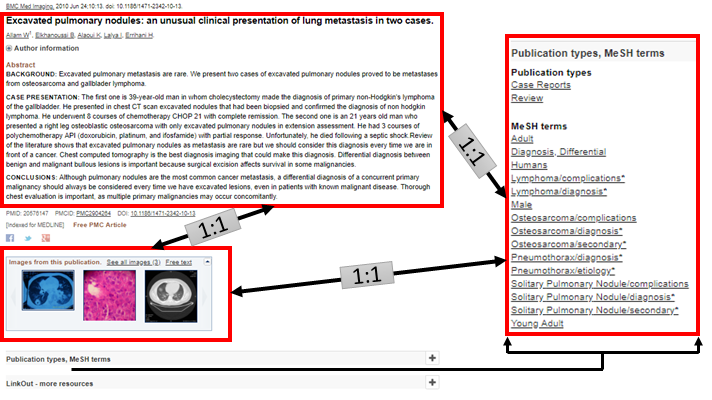 BMC Med Imaging. 2010 Jun 24;10:13. doi: 10.1186/1471-2342-10-13.
Excavated pulmonary nodules: an unusual clinical presentation of lung metastasis in two cases.
Allam W1, Elkhanoussi B, Alaoui K, Lalya I, Errihani H.
Author information
Abstract
BACKGROUND: Excavated pulmonary metastasis are rare. We present two cases of excavated pulmonary nodules proved to be metastases
from osteosarcoma and gallbladder lymphoma.
CASE PRESENTATION: The first one is 39-year-old man in whom cholecystectomy made the diagnosis of primary non-Hodgkin's lymphoma
of the gallbladder. He presented in chest CT scan excavated nodules that had been biopsied and confirmed the diagnosis of non hodgkin
lymphoma. He underwent 8 courses of chemotherapy CHOP 21 with complete remission. The second one is an 21 years old man who
presented a right leg osteoblastic osteosarcoma with only excavated pulmonary nodules in extension assessment. He had 3 courses of
polychemotherapy API (doxorubicin, platinum, and ifosfamide) with partial response. Unfortunately, he died following a septic shock.Review
of the literature shows that excavated pulmonary nodules as metastasis are rare but we should consider this diagnosis every time we are in
front of a cancer. Chest computed tomography is the best diagnosis imaging that could make this diagnosis. Differential diagnosis between
benign and malignant bullous lesions is important because surgical excision affects survival in some malignancies.
CONCLUSIONS: Although pulmonary nodules are the most common cancer metastasis, a differential diagnosis of a concurrent primary
malignancy should always be considered every time we have excavated lesions, even in patients with known malignant disease. Thorough
chest evaluation is important, as multiple primary malignancies may occur concomitantly.
PMID: 20576147 PMCID: PMC2904264 DOI: 10.1186/1471-2342-10-13
[Indexed for MEDLINE] Free PMC Article
1:1
Images from this publication. See all images (3) Free text
1:1
1:1
Publication types, MeSH terms
LinkOut - more resources
Publication types, MeSH terms
Publication types
Case Reports
Review
MeSH terms
Adult
Diagnosis, Differential
Humans
Lymphoma/complications*
Lymphoma/diagnosis*
Male
Osteosarcoma/complications
Osteosarcoma/diagnosis*
Osteosarcoma/secondary*
Pneumothorax/diagnosis*
Pneumothorax/etiology*
Solitary Pulmonary Nodule/complications
Solitary Pulmonary Nodule/diagnosis*
Solitary Pulmonary Nodule/secondary*
Young Adult